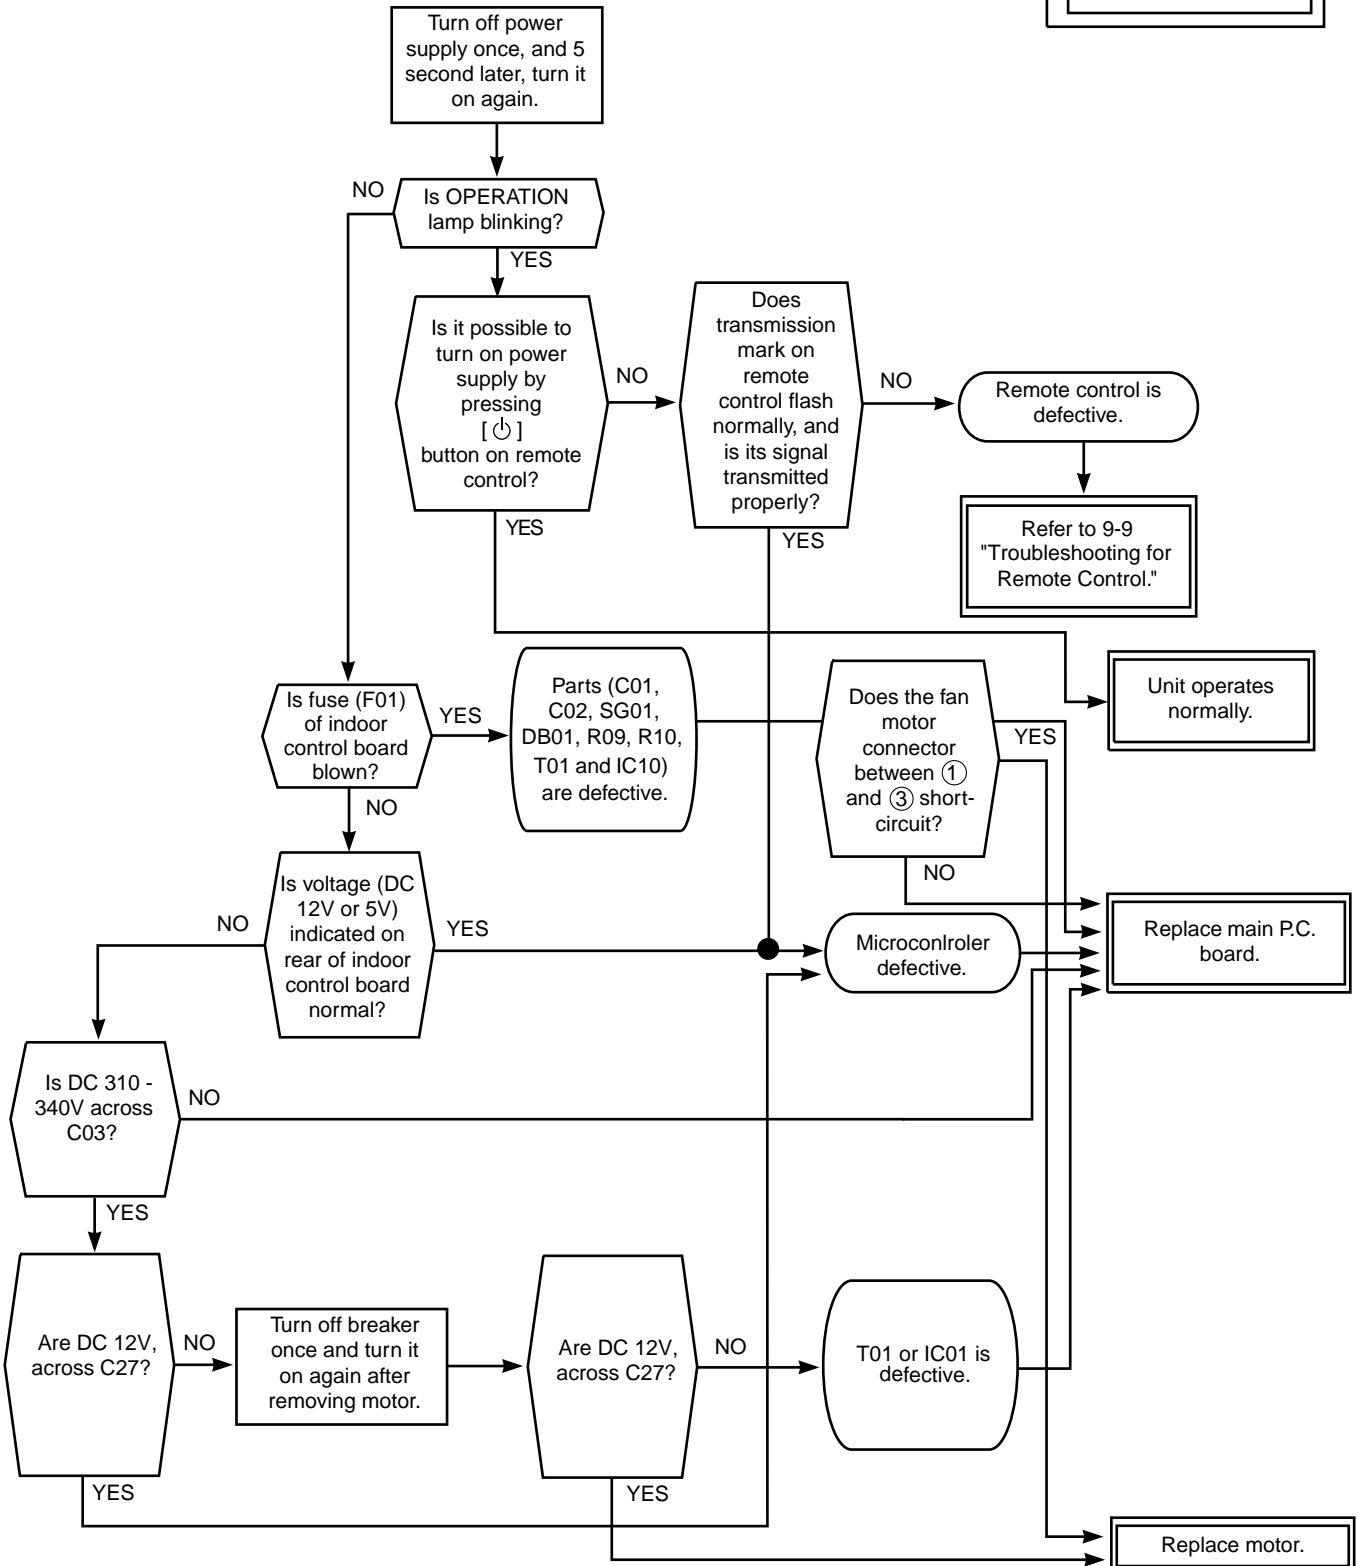 Turn off power
supply once, and 5
second later, turn it
on again.
NO
Is OPERATION
lamp blinking?
YES
Is it possible to
turn on power
supply by
pressing
[⏻]
button on remote
control?
NO
YES
Does
transmission
mark on
remote
control flash
normally, and
is its signal
transmitted
properly?
NO
YES
Remote control is
defective.
Refer to 9-9
"Troubleshooting for
Remote Control."
Unit operates
normally.
Is fuse (F01)
of indoor
control board
blown?
YES
NO
Parts (C01,
C02, SG01,
DB01, R09, R10,
T01 and IC10)
are defective.
Does the fan
motor
connector
between ①
and ③ short-
circuit?
YES
NO
Is voltage (DC
12V or 5V)
indicated on
rear of indoor
control board
normal?
NO
YES
Microconlroler
defective.
Replace main P.C.
board.
Is DC 310 -
340V across
C03?
NO
YES
Are DC 12V,
across C27?
NO
YES
Turn off breaker
once and turn it
on again after
removing motor.
Are DC 12V,
across C27?
NO
YES
T01 or IC01 is
defective.
Replace motor.